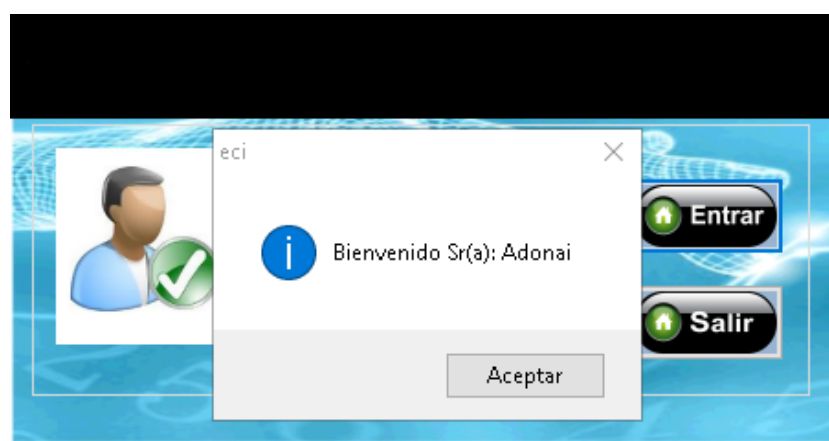 eci
Bienvenido Sr(a): Adonai
Aceptar
Entrar
Salir